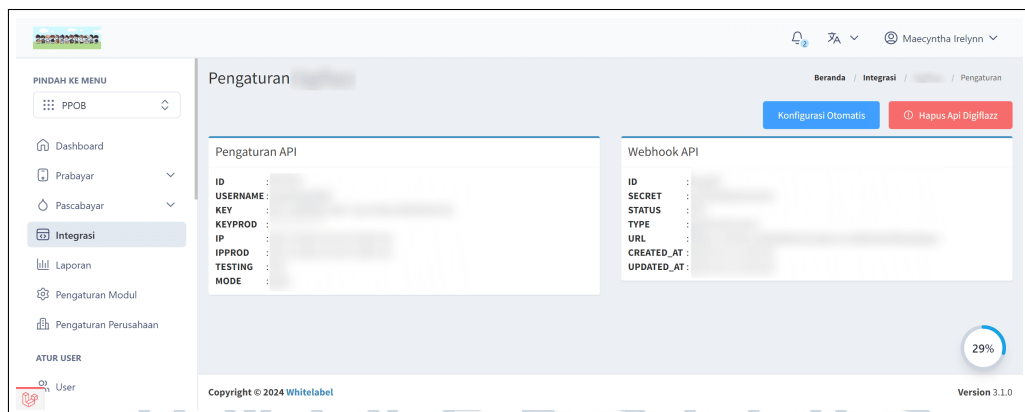 2
Maecyntha Irelynn
PINDAH KE MENU
PPOB
Dashboard
Prabayar
Pascabayar
Integrasi
Laporan
Pengaturan Modul
Pengaturan Perusahaan
ATUR USER
User
Pengaturan
Beranda / Integrasi / / Pengaturan
Konfigurasi Otomatis
Hapus Api Digiflazz
Pengaturan API
ID :
USERNAME :
KEY :
KEYPROD :
IP :
IPPROD :
TESTING :
MODE :
Webhook API
ID :
SECRET :
STATUS :
TYPE :
URL :
CREATED_AT :
UPDATED_AT :
29%
Copyright © 2024 Whitelabel
Version 3.1.0